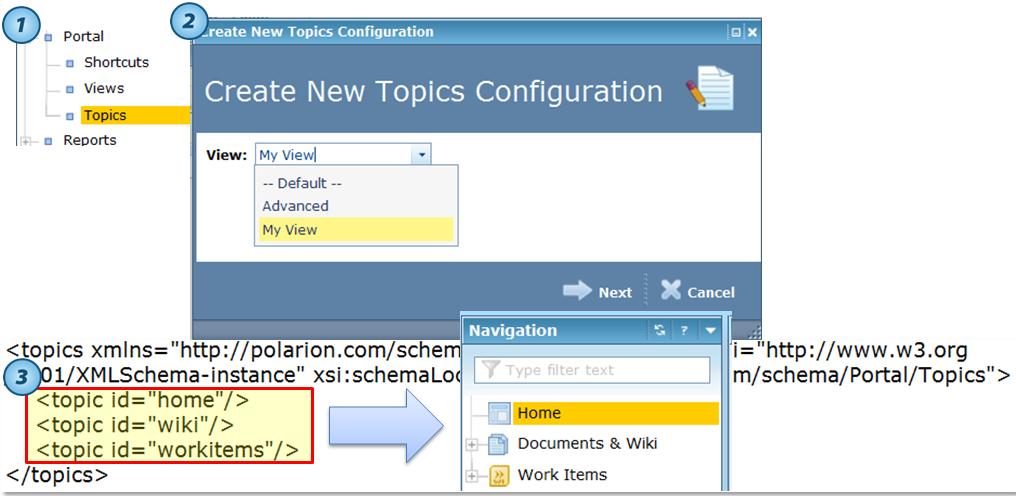 1
Portal
Shortcuts
Views
Topics
Reports
2
Create New Topics Configuration
Create New Topics Configuration
View: My View
-- Default --
Advanced
My View
Next
Cancel
Navigation
?
Type filter text
Home
Documents & Wiki
Work Items
<topics xmlns="http://polarion.com/schem i="http://www.w3.org
3
01/XMLSchema-instance" xsi:schemaLoc m/schema/Portal/Topics">
<topic id="home"/>
<topic id="wiki"/>
<topic id="workitems"/>
</topics>